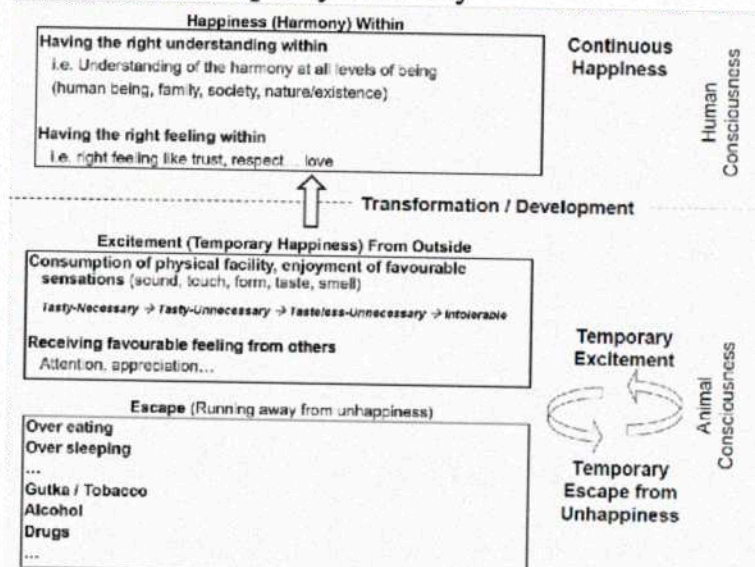 Happiness (Harmony) Within
Having the right understanding within
i.e. Understanding of the harmony at all levels of being
(human being, family, society, nature/existence)
Having the right feeling within
i.e. right feeling like trust, respect... love
Continuous
Happiness
Human
Consciousness
Transformation / Development
Excitement (Temporary Happiness) From Outside
Consumption of physical facility, enjoyment of favourable
sensations (sound, touch, form, taste, smell)
Tasty-Necessary → Tasty-Unnecessary → Tasteless-Unnecessary → Intolerable
Receiving favourable feeling from others
Attention, appreciation...
Temporary
Excitement
Animal
Consciousness
Escape (Running away from unhappiness)
Over eating
Over sleeping
...
Gutka / Tobacco
Alcohol
Drugs
...
Temporary
Escape from
Unhappiness